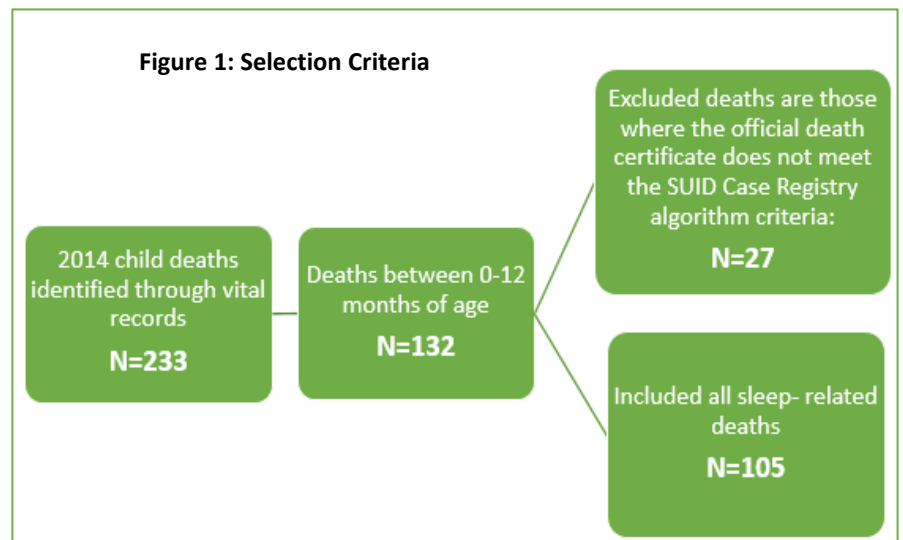 Figure 1: Selection Criteria
2014 child deaths
identified through vital
records
N=233
Deaths between 0-12
months of age
N=132
Excluded deaths are those
where the official death
certificate does not meet
the SUID Case Registry
algorithm criteria:
N=27
Included all sleep- related
deaths
N=105